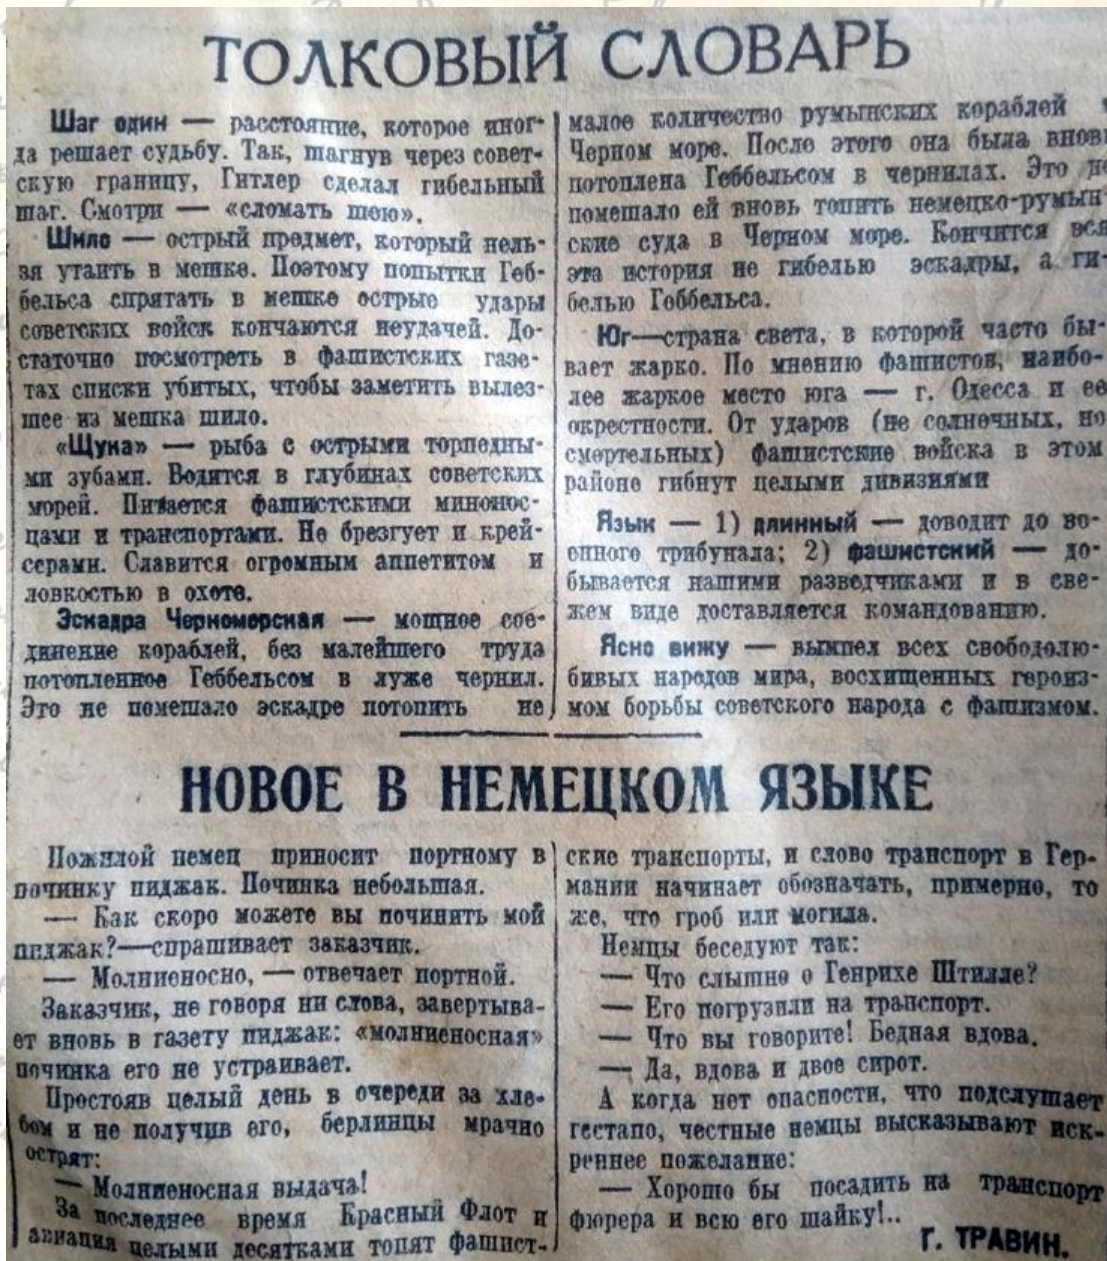 ТОЛКОВЫЙ СЛОВАРЬ
Шаг один — расстояние, которое иног-
да решает судьбу. Так, шагнув через совет-
скую границу, Гитлер сделал гибельный
шаг. Смотри — «сломать шею».
Шило — острый предмет, который нель-
зя утаить в мешке. Поэтому попытки Геб-
бельса спрятать в мешке острые удары
советских войск кончаются неудачей. До-
статочно посмотреть в фашистских газе-
тах списки убитых, чтобы заметить вылез-
шее из мешка шило.
«Щука» — рыба с острыми торпедны-
ми зубами. Водится в глубинах советских
морей. Питается фашистскими минонос-
цами и транспортами. Не брезгует и крей-
серами. Славится огромным аппетитом и
ловкостью в охоте.
Эскадра Черноморская — мощное сое-
динение кораблей, без малейшего труда
потопленное Геббельсом в луже чернил.
Это не помешало эскадре потопить не
малое количество румынских кораблей
Черном море. После этого она была вновь
потоплена Геббельсом в чернилах. Это не
помешало ей вновь топить немецко-румын-
ские суда в Черном море. Кончится вся
эта история не гибелью эскадры, а ги-
белью Геббельса.
Юг—страна света, в которой часто бы-
вает жарко. По мнению фашистов, наибо-
лее жаркое место юга — г. Одесса и ее
окрестности. От ударов (не солнечных, но
смертельных) фашистские войска в этом
районе гибнут целыми дивизиями
Язык — 1) длинный — доводит до во-
енного трибунала; 2) фашистский — до-
бывается нашими разведчиками и в све-
жем виде доставляется командованию.
Ясно вижу — вымпел всех свободолю-
бивых народов мира, восхищенных героиз-
мом борьбы советского народа с фашизмом.
НОВОЕ В НЕМЕЦКОМ ЯЗЫКЕ
Пожилой немец приносит портному в
починку пиджак. Починка небольшая.
— Как скоро можете вы починить мой
пиджак?—спрашивает заказчик.
— Молниеносно, — отвечает портной.
Заказчик, не говоря ни слова, завертыва-
ет вновь в газету пиджак: «молниеносная»
починка его не устраивает.
Простояв целый день в очереди за хле-
бом и не получив его, берлинцы мрачно
острят:
— Молниеносная выдача!
За последнее время Красный Флот и
авиация целыми десятками топят фашист-
ские транспорты, и слово транспорт в Гер-
мании начинает обозначать, примерно, то
же, что гроб или могила.
Немцы беседуют так:
— Что слышно о Генрихе Штилле?
— Его погрузили на транспорт.
— Что вы говорите! Бедная вдова.
— Да, вдова и двое сирот.
А когда нет опасности, что подслушает
гестапо, честные немцы высказывают иск-
реннее пожелание:
— Хорошо бы посадить на транспорт
фюрера и всю его шайку!..
Г. ТРАВИН.